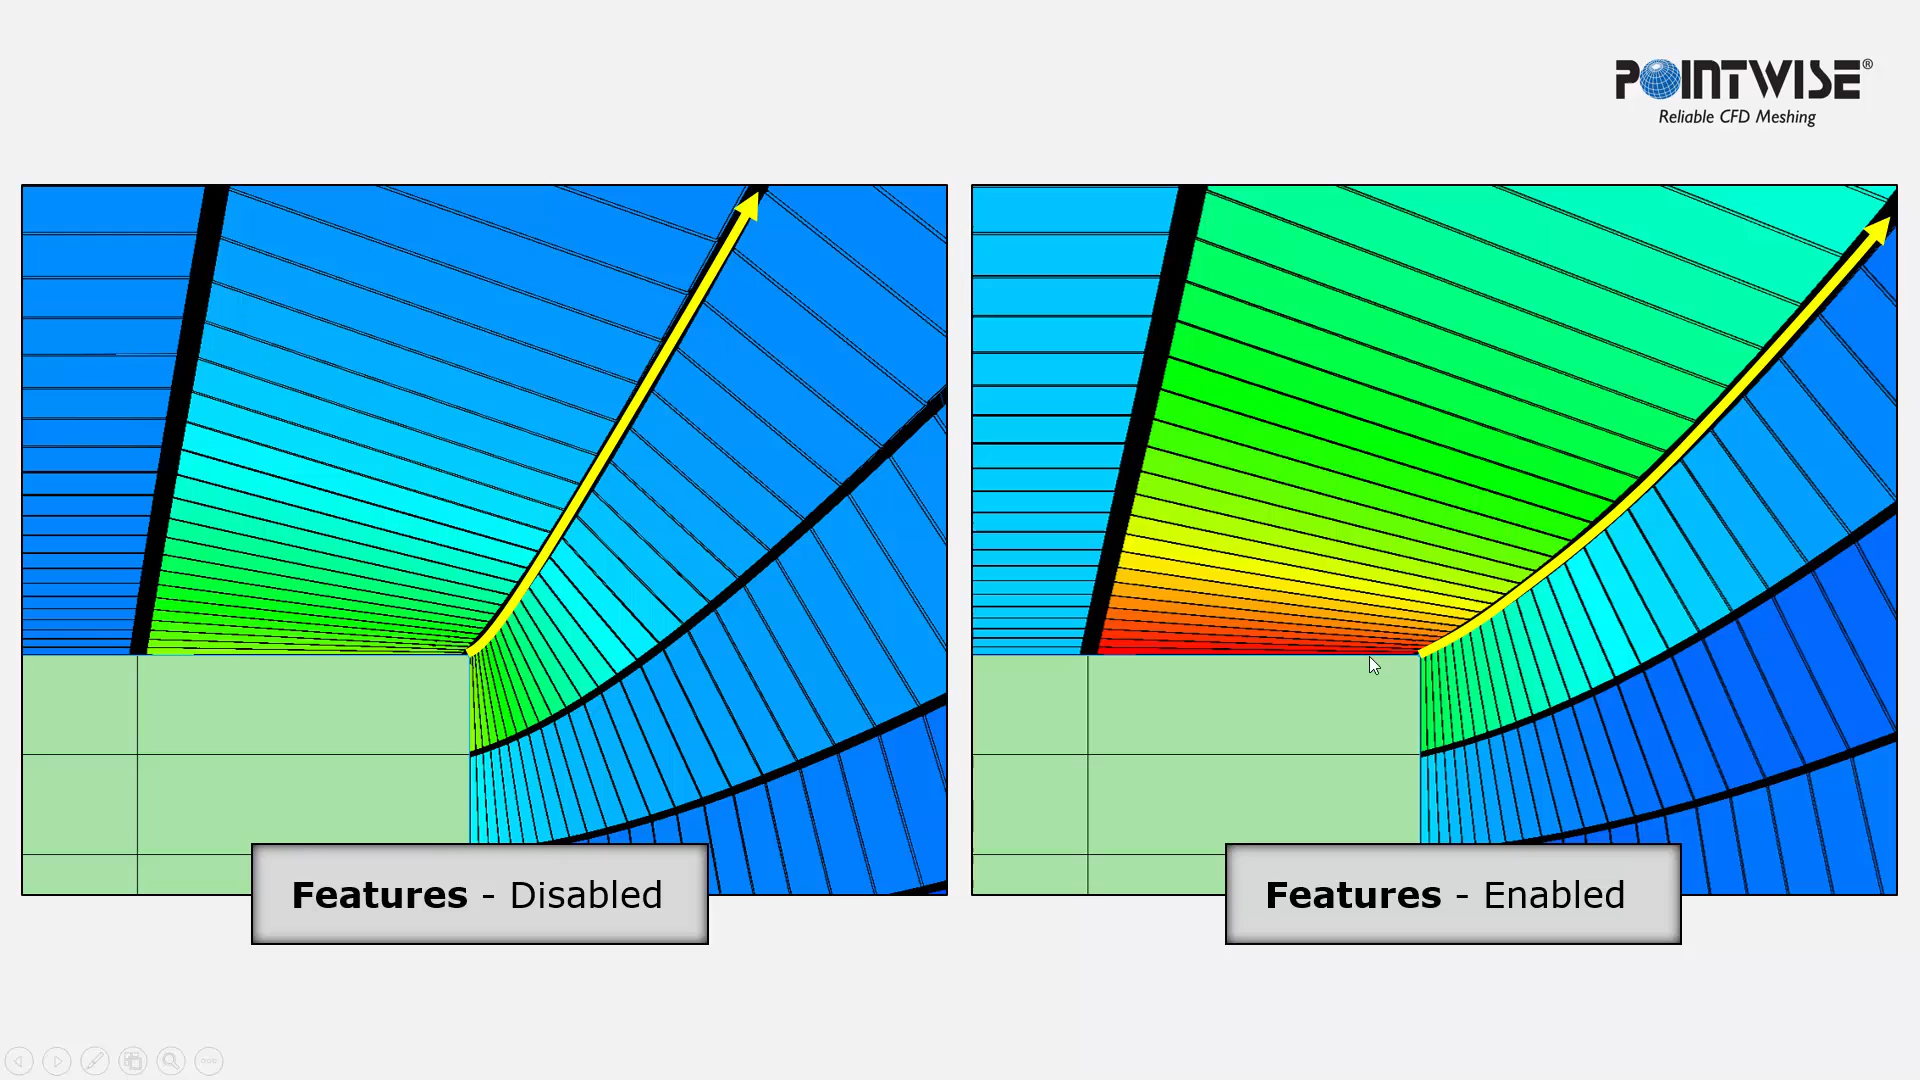 POINTWISE®
Reliable CFD Meshing
Features - Disabled
Features - Enabled